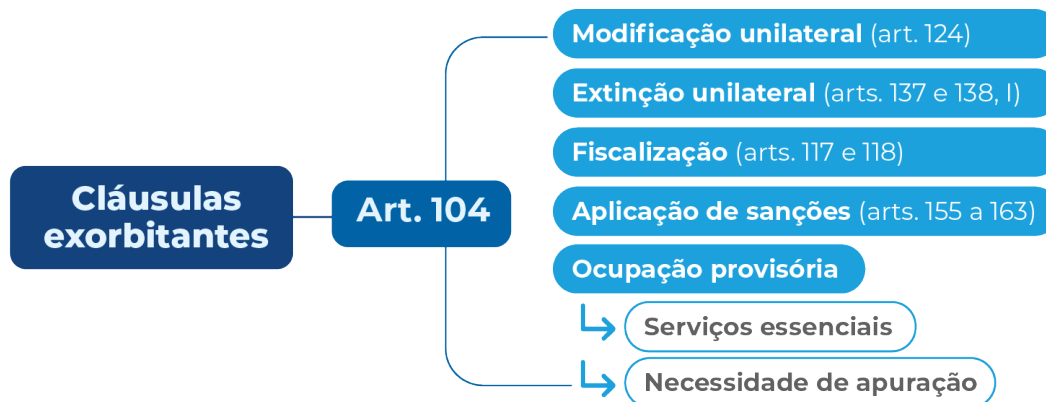 Cláusulas
exorbitantes
Art. 104
Modificação unilateral (art. 124)
Extinção unilateral (arts. 137 e 138, I)
Fiscalização (arts. 117 e 118)
Aplicação de sanções (arts. 155 a 163)
Ocupação provisória
Serviços essenciais
Necessidade de apuração